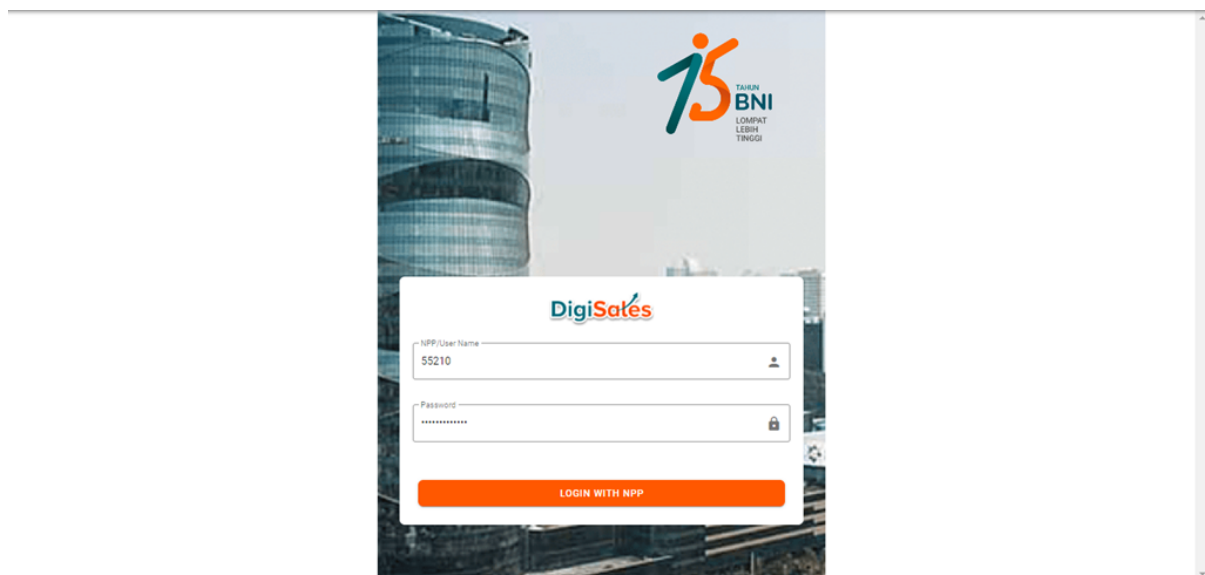 75
TAHUN
BNI
LOMPAT
LEBIH
TINGGI
DigiSales
NPP/User Name
55210
Password
•••••••••••••
LOGIN WITH NPP